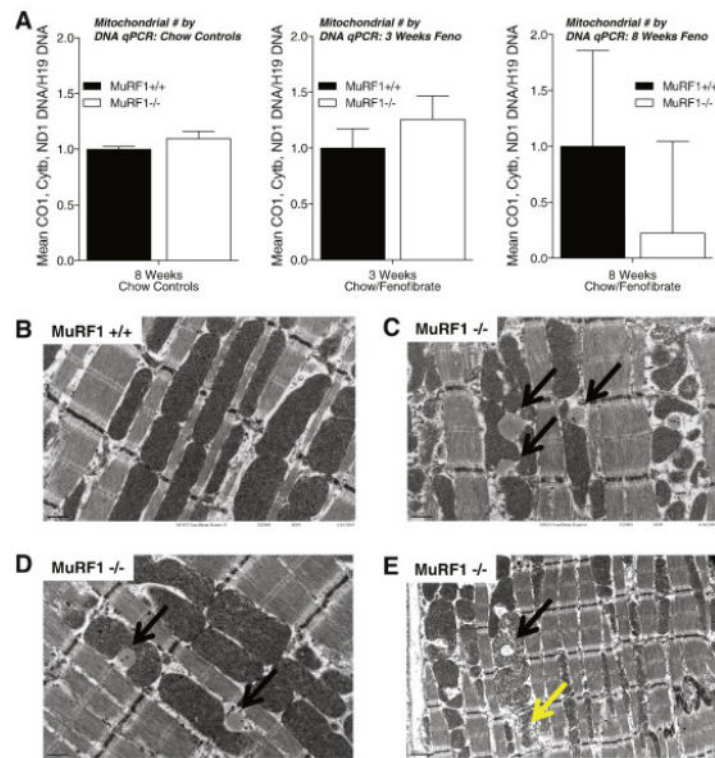 A
Mitochondrial # by
DNA qPCR: Chow Controls
Mean CO1, Cytb, ND1 DNA/H19 DNA
2.0
1.5
1.0
0.5
0.0
MuRF1+/+
MuRF1-/-
8 Weeks
Chow Controls
Mitochondrial # by
DNA qPCR: 3 Weeks Feno
Mean CO1, Cytb, ND1 DNA/H19 DNA
2.0
1.5
1.0
0.5
0.0
MuRF1+/+
MuRF1-/-
3 Weeks
Chow/Fenofibrate
Mitochondrial # by
DNA qPCR: 8 Weeks Feno
Mean CO1, Cytb, ND1 DNA/H19 DNA
2.0
1.5
1.0
0.5
0.0
MuRF1+/+
MuRF1-/-
8 Weeks
Chow/Fenofibrate
B MuRF1 +/+
C MuRF1 -/-
D MuRF1 -/-
E MuRF1 -/-